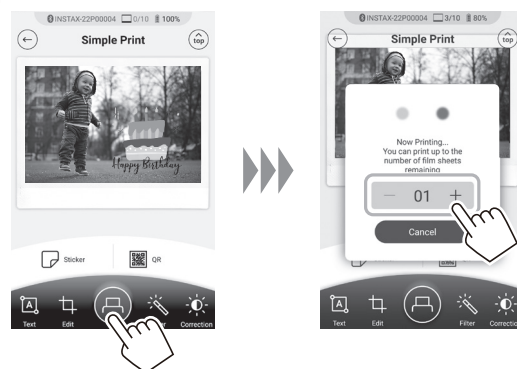 INSTAX-22P00004 0/10 100%
Simple Print
top
Happy Birthday
Sticker
QR
Text Edit Correction
INSTAX-22P00004 3/10 80%
Simple Print
top
Now Printing...
You can print up to the
number of film sheets
remaining
01
Cancel
Text Edit Filter Correction